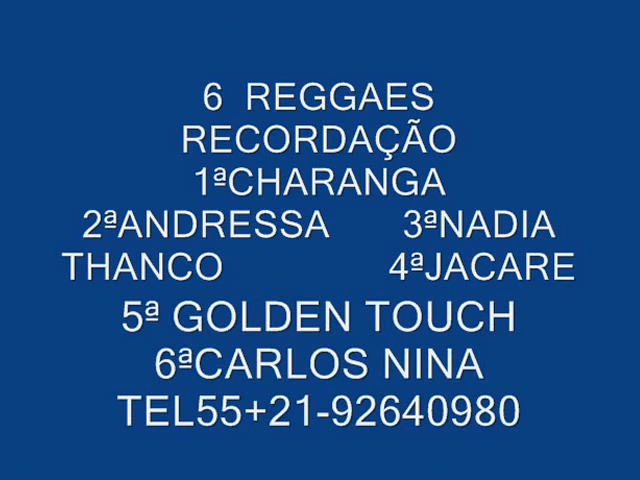 6  REGGAES
RECORDAÇÃO
1ªCHARANGA
2ªANDRESSA      3ªNADIA
THANCO              4ªJACARE
5ª GOLDEN TOUCH
6ªCARLOS NINA
TEL55+21-92640980